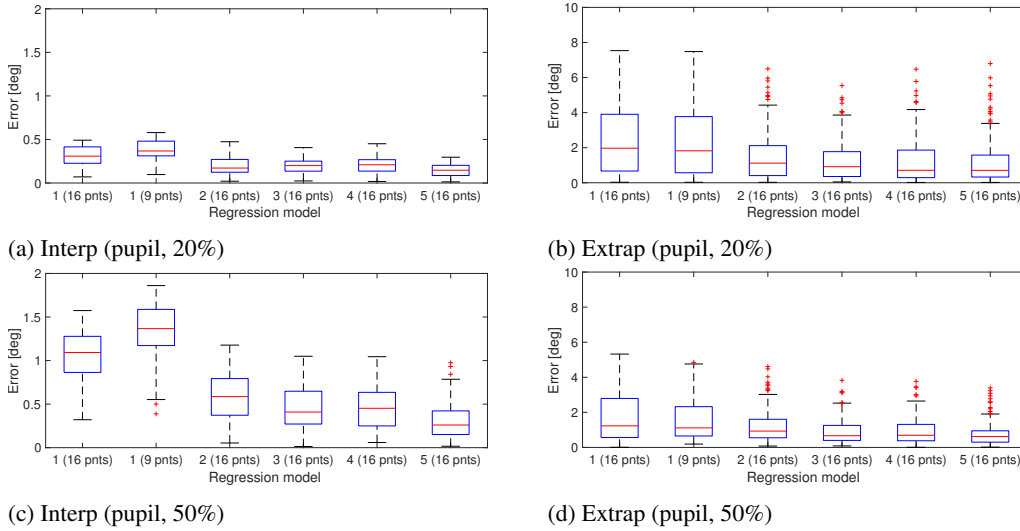 2
1.5
1
0.5
0
Error [deg]
1 (16 pnts) 1 (9 pnts) 2 (16 pnts) 3 (16 pnts) 4 (16 pnts) 5 (16 pnts)
Regression model
(a) Interp (pupil, 20%)
10
8
6
4
2
0
Error [deg]
1 (16 pnts) 1 (9 pnts) 2 (16 pnts) 3 (16 pnts) 4 (16 pnts) 5 (16 pnts)
Regression model
(b) Extrap (pupil, 20%)
2
1.5
1
0.5
0
Error [deg]
1 (16 pnts) 1 (9 pnts) 2 (16 pnts) 3 (16 pnts) 4 (16 pnts) 5 (16 pnts)
Regression model
(c) Interp (pupil, 50%)
10
8
6
4
2
0
Error [deg]
1 (16 pnts) 1 (9 pnts) 2 (16 pnts) 3 (16 pnts) 4 (16 pnts) 5 (16 pnts)
Regression model
(d) Extrap (pupil, 50%)